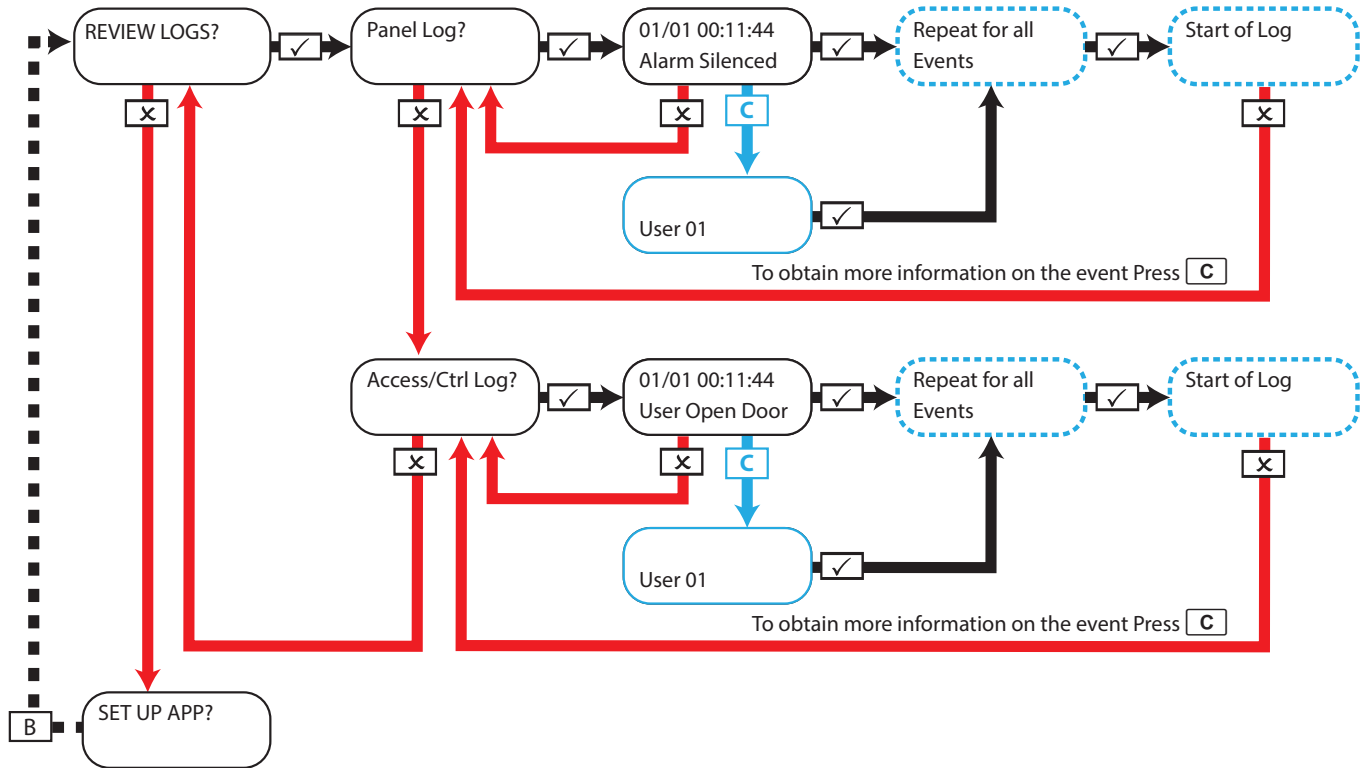 REVIEW LOGS?
✓
Panel Log?
✓
01/01 00:11:44
Alarm Silenced
✓
Repeat for all
Events
✓
Start of Log
✗
✗
✗
C
✗
User 01
✓
To obtain more information on the event Press C
Access/Ctrl Log?
✓
01/01 00:11:44
User Open Door
✓
Repeat for all
Events
✓
Start of Log
✗
✗
C
✗
User 01
✓
To obtain more information on the event Press C
SET UP APP?
B